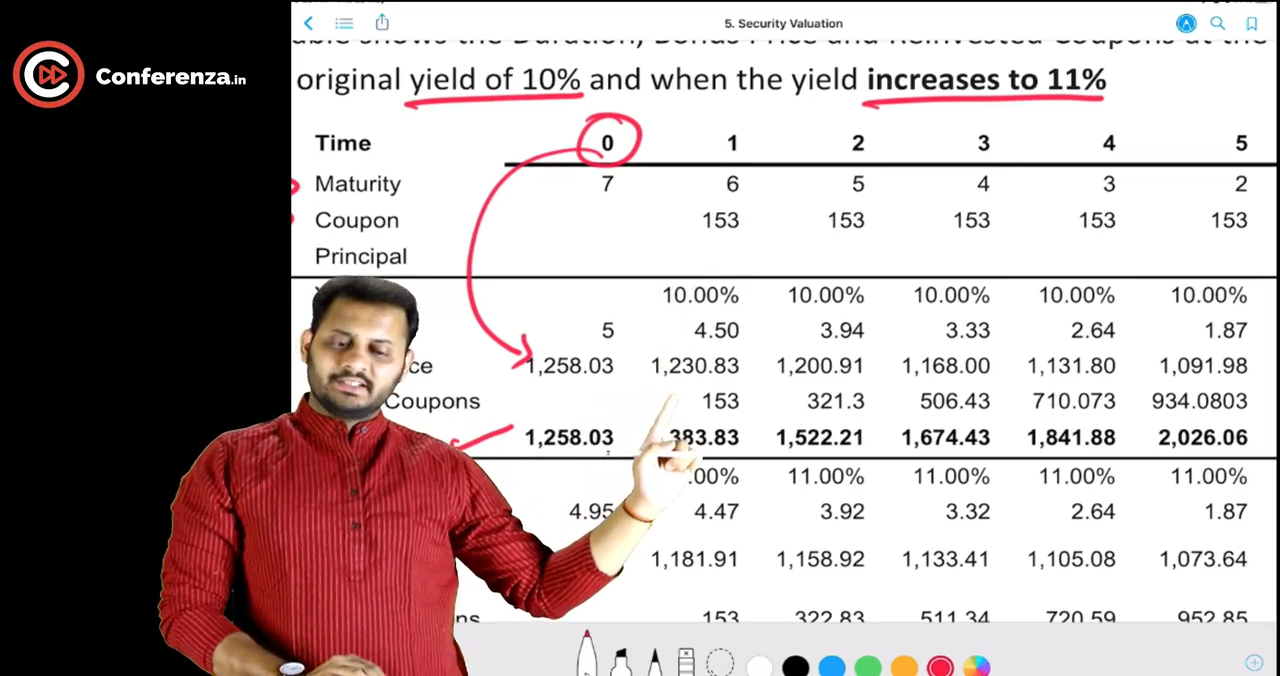 5. Security Valuation
Conferenza.in
original yield of 10% and when the yield increases to 11%
Time 0 1 2 3 4 5
Maturity 7 6 5 4 3 2
Coupon 153 153 153 153 153
Principal
10.00% 10.00% 10.00% 10.00% 10.00%
5 4.50 3.94 3.33 2.64 1.87
ce 1,258.03 1,230.83 1,200.91 1,168.00 1,131.80 1,091.98
Coupons 153 321.3 506.43 710.073 934.0803
1,258.03 383.83 1,522.21 1,674.43 1,841.88 2,026.06
.00% 11.00% 11.00% 11.00% 11.00%
4.95 4.47 3.92 3.32 2.64 1.87
1,181.91 1,158.92 1,133.41 1,105.08 1,073.64
ns 153 322.83 511.34 720.59 952.85